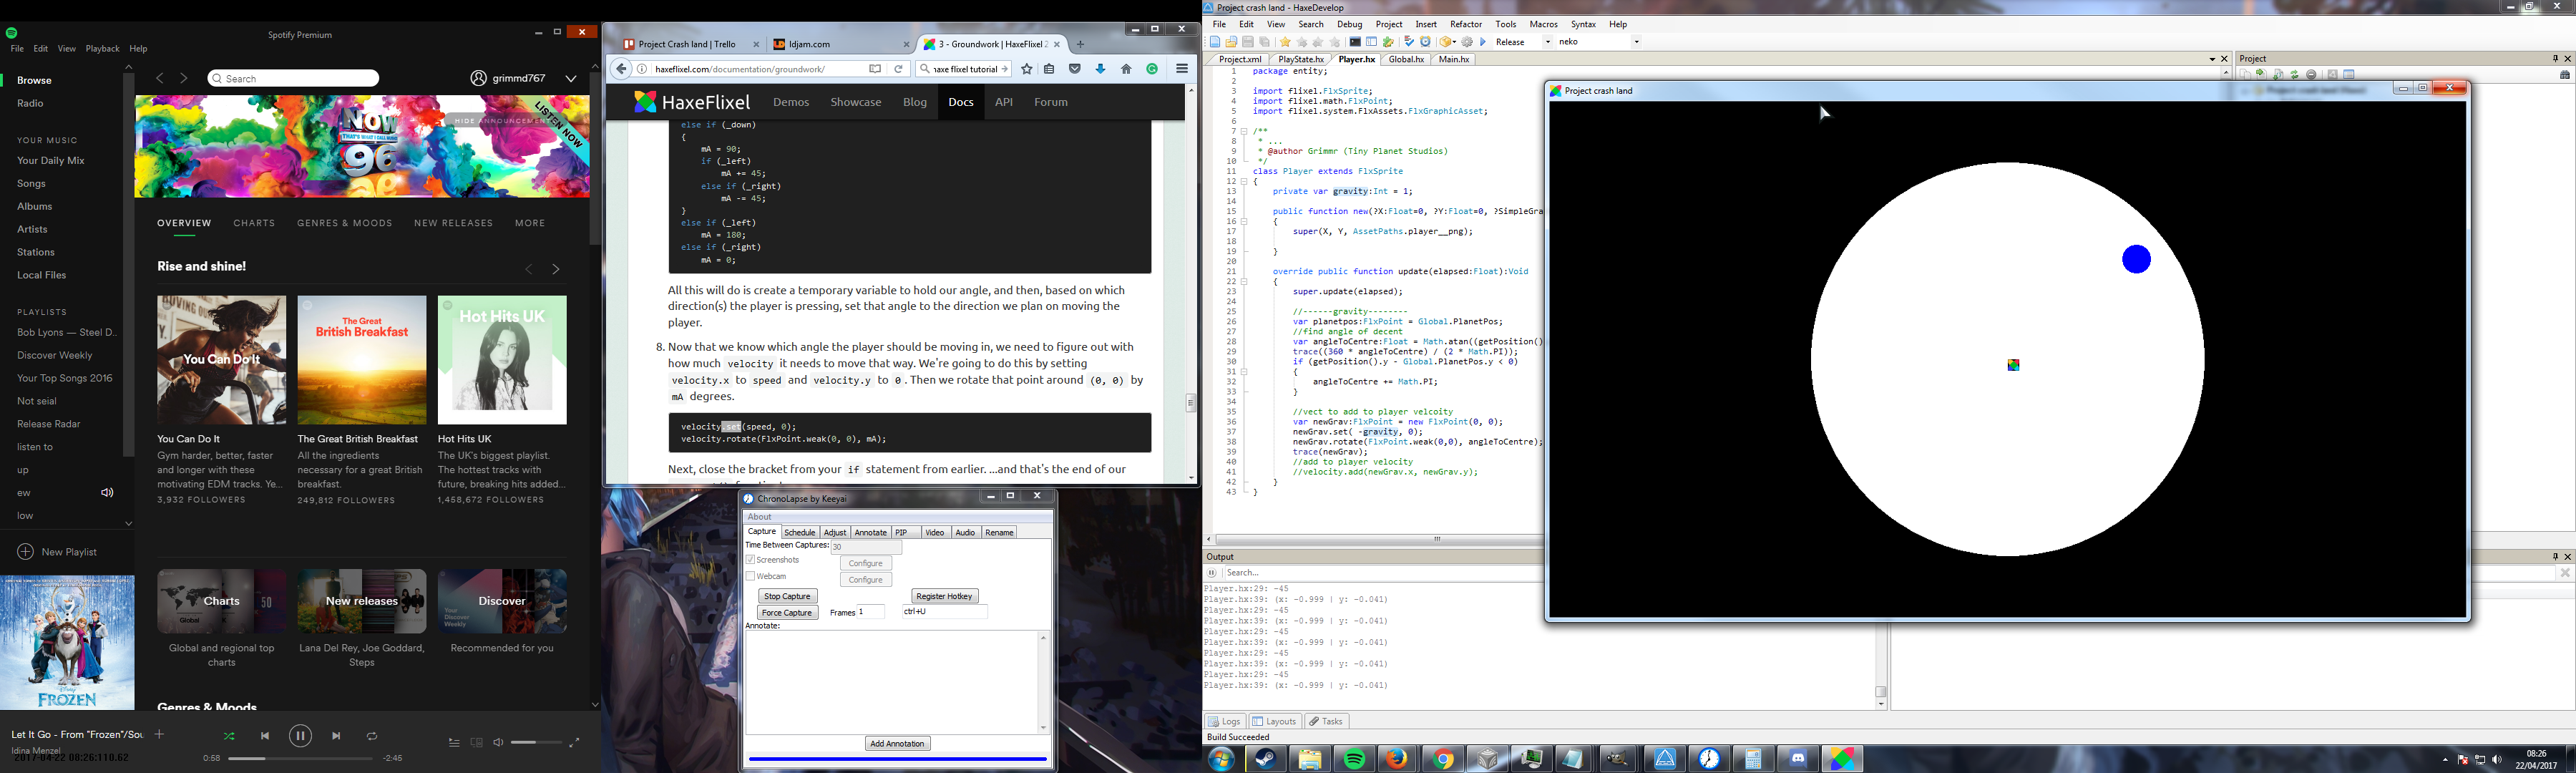 Spotify Premium
File Edit View Playback Help
Browse
Radio
YOUR MUSIC
Your Daily Mix
Songs
Albums
Artists
Stations
Local Files
PLAYLISTS
Bob Lyons — Steel D..
Discover Weekly
Your Top Songs 2016
Not seial
Release Radar
listen to
up
ew
low
New Playlist
FROZEN
Let It Go - From "Frozen"/Sou
Idina Menzel
2017-04-22 08:26:10.62
Search
grimmd767
NOW
THAT'S WHAT I CALL MUSIC
96
HIDE ANNOUNCEMENT
LISTEN NOW
OVERVIEW CHARTS GENRES & MOODS NEW RELEASES MORE
Rise and shine!
You Can Do It
The Great
British Breakfast
Hot Hits UK
You Can Do It
Gym harder, better, faster
and longer with these
motivating EDM tracks. Ye...
3,932 FOLLOWERS
The Great British Breakfast
All the ingredients
necessary for a great British
breakfast.
249,812 FOLLOWERS
Hot Hits UK
The UK's biggest playlist.
The hottest tracks with
future, breaking hits added...
1,458,672 FOLLOWERS
Charts
Global and regional top
charts
New releases
Lana Del Rey, Joe Goddard,
Steps
Discover
Recommended for you
Genres & Moods
0:58 -2:45
Project Crash land | Trello
ldjam.com
3 - Groundwork | HaxeFlixel 2
haxeflixel.com/documentation/groundwork/
haxe flixel tutorial
HaxeFlixel Demos Showcase Blog Docs API Forum
else if (_down)
{
mA = 90;
if (_left)
mA += 45;
else if (_right)
mA -= 45;
}
else if (_left)
mA = 180;
else if (_right)
mA = 0;
All this will do is create a temporary variable to hold our angle, and then, based on which
direction(s) the player is pressing, set that angle to the direction we plan on moving the
player.
8. Now that we know which angle the player should be moving in, we need to figure out with
how much velocity it needs to move that way. We're going to do this by setting
velocity.x to speed and velocity.y to 0 . Then we rotate that point around (0, 0) by
mA degrees.
velocity.set(speed, 0);
velocity.rotate(FlxPoint.weak(0, 0), mA);
Next, close the bracket from your if statement from earlier. ...and that's the end of our
ChronoLapse by Keeyai
About
Capture Schedule Adjust Annotate PIP Video Audio Rename
Time Between Captures: 30
Screenshots Configure
Webcam Configure
Stop Capture Register Hotkey
Force Capture Frames 1 ctrl+U
Annotate:
Add Annotation
Project crash land - HaxeDevelop
File Edit View Search Debug Project Insert Refactor Tools Macros Syntax Help
Release neko
Project.xml PlayState.hx Player.hx Global.hx Main.hx
Project
1 package entity;
2
3 import flixel.FlxSprite;
4 import flixel.math.FlxPoint;
5 import flixel.system.FlxAssets.FlxGraphicAsset;
6
7 /**
8 * ...
9 * @author Grimmr (Tiny Planet Studios)
10 */
11 class Player extends FlxSprite
12 {
13 private var gravity:Int = 1;
14
15 public function new(?X:Float=0, ?Y:Float=0, ?SimpleGra
16 {
17 super(X, Y, AssetPaths.player__png);
18
19 }
20
21 override public function update(elapsed:Float):Void
22 {
23 super.update(elapsed);
24
25 //------gravity--------
26 var planetpos:FlxPoint = Global.PlanetPos;
27 //find angle of decent
28 var angleToCentre:Float = Math.atan((getPosition()
29 trace((360 * angleToCentre) / (2 * Math.PI));
30 if (getPosition().y - Global.PlanetPos.y < 0)
31 {
32 angleToCentre += Math.PI;
33 }
34
35 //vect to add to player velcoity
36 var newGrav:FlxPoint = new FlxPoint(0, 0);
37 newGrav.set( -gravity, 0);
38 newGrav.rotate(FlxPoint.weak(0,0), angleToCentre);
39 trace(newGrav);
40 //add to player velocity
41 //velocity.add(newGrav.x, newGrav.y);
42 }
43 }
Project crash land
Output
Search...
Player.hx:29: -45
Player.hx:39: (x: -0.999 | y: -0.041)
Player.hx:29: -45
Player.hx:39: (x: -0.999 | y: -0.041)
Player.hx:29: -45
Player.hx:39: (x: -0.999 | y: -0.041)
Player.hx:29: -45
Player.hx:39: (x: -0.999 | y: -0.041)
Player.hx:29: -45
Player.hx:39: (x: -0.999 | y: -0.041)
Logs Layouts Tasks
Build Succeeded
08:26
22/04/2017